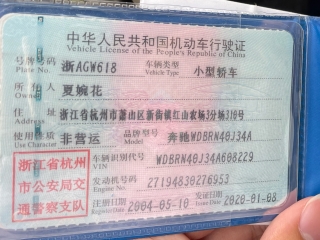 中华人民共和国机动车行驶证
Vehicle License of the People's Republic of China
号牌号码 浙AGW618 车辆类型 小型轿车
Plate No. Vehicle Type
所有人 夏婉花
Owner
住址 浙江省杭州市萧山区新街镇红山农场3分场310号
Address
使用性质 非营运 品牌型号 奔驰WDBRN40J34A
Use Character Model
浙江省杭州
市公安局交
通警察支队
车辆识别代号 WDBRN40J34A608229
VIN
发动机号码 27194830276953
Engine No.
注册日期 2004-05-10 发证日期 2020-01-08
Register Date Issue Date